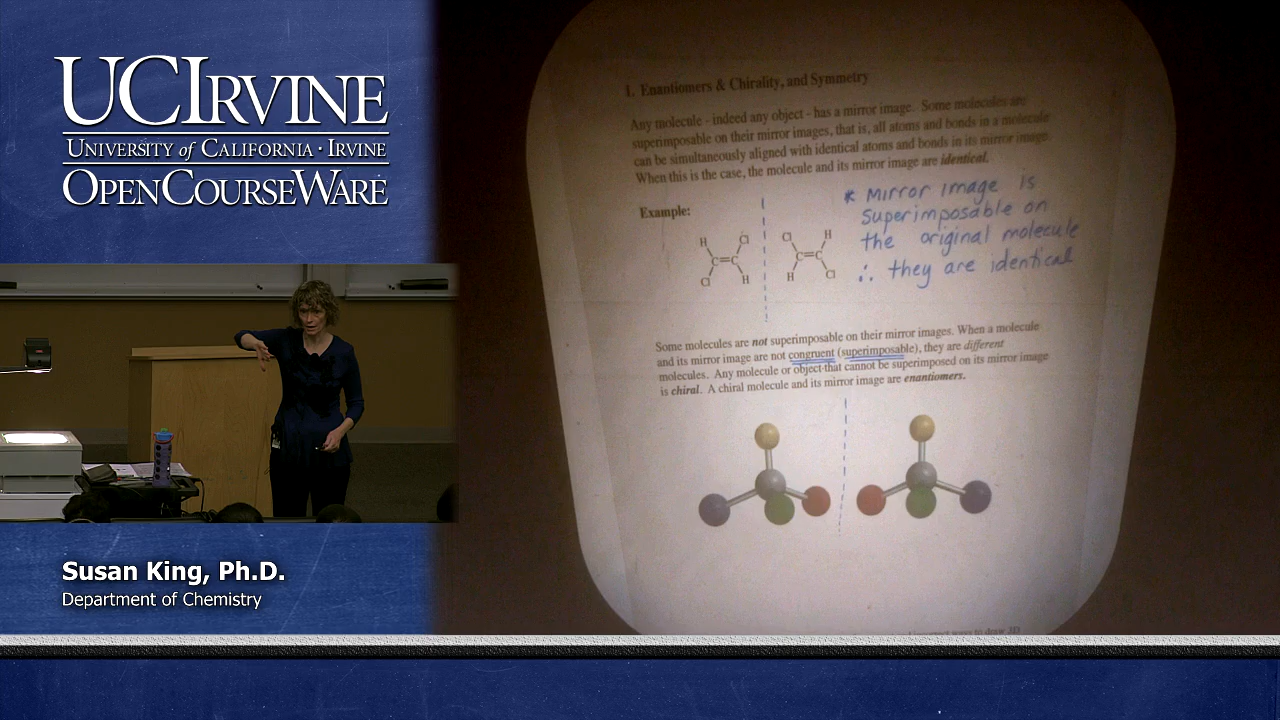 UCIRVINE
UNIVERSITY of CALIFORNIA · IRVINE
OPENCOURSEWARE
Susan King, Ph.D.
Department of Chemistry
1. Enantiomers & Chirality, and Symmetry
Any molecule - indeed any object - has a mirror image. Some molecules are
superimposable on their mirror images, that is, all atoms and bonds in a molecule
can be simultaneously aligned with identical atoms and bonds in its mirror image.
When this is the case, the molecule and its mirror image are identical.
Example:
* Mirror image is
superimposable on
the original molecule
∴ they are identical
H Cl
C=C
Cl H
Cl H
C=C
H Cl
Some molecules are not superimposable on their mirror images. When a molecule
and its mirror image are not congruent (superimposable), they are different
molecules. Any molecule or object that cannot be superimposed on its mirror image
is chiral. A chiral molecule and its mirror image are enantiomers.